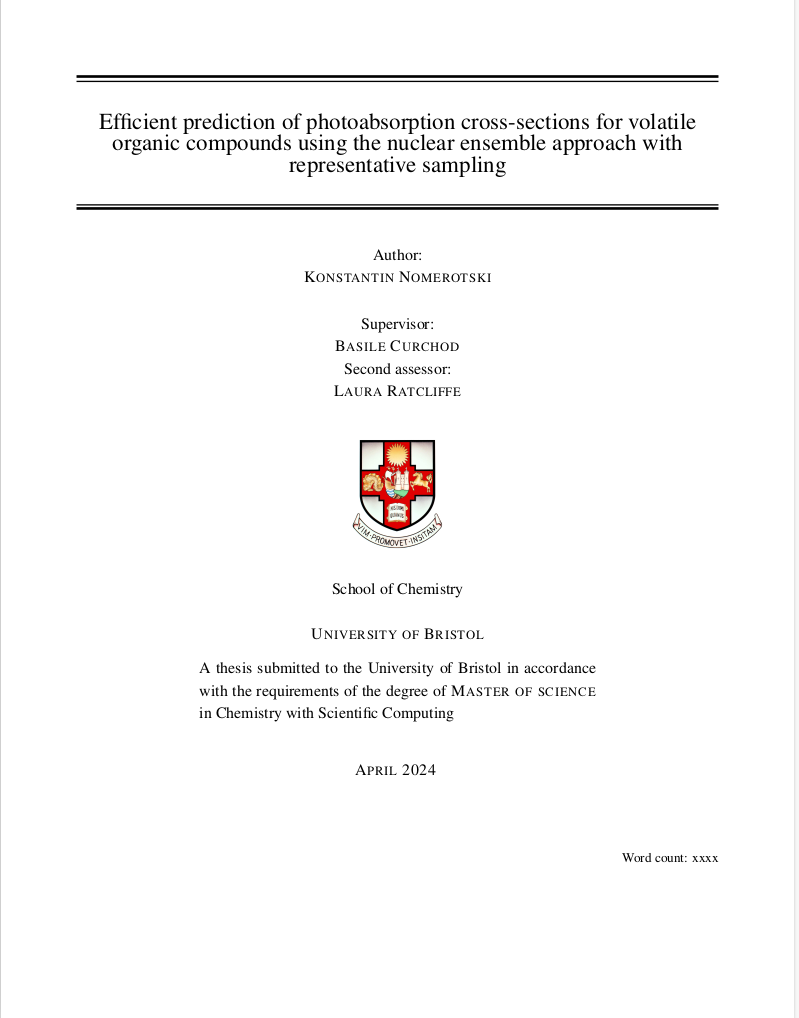 Efficient prediction of photoabsorption cross-sections for volatile
organic compounds using the nuclear ensemble approach with
representative sampling
Author:
KONSTANTIN NOMEROTSKI
Supervisor:
BASILE CURCHOD
Second assessor:
LAURA RATCLIFFE
VIM·PROMOVET·INSITAM
School of Chemistry
UNIVERSITY OF BRISTOL
A thesis submitted to the University of Bristol in accordance
with the requirements of the degree of MASTER OF SCIENCE
in Chemistry with Scientific Computing
APRIL 2024
Word count: xxxx